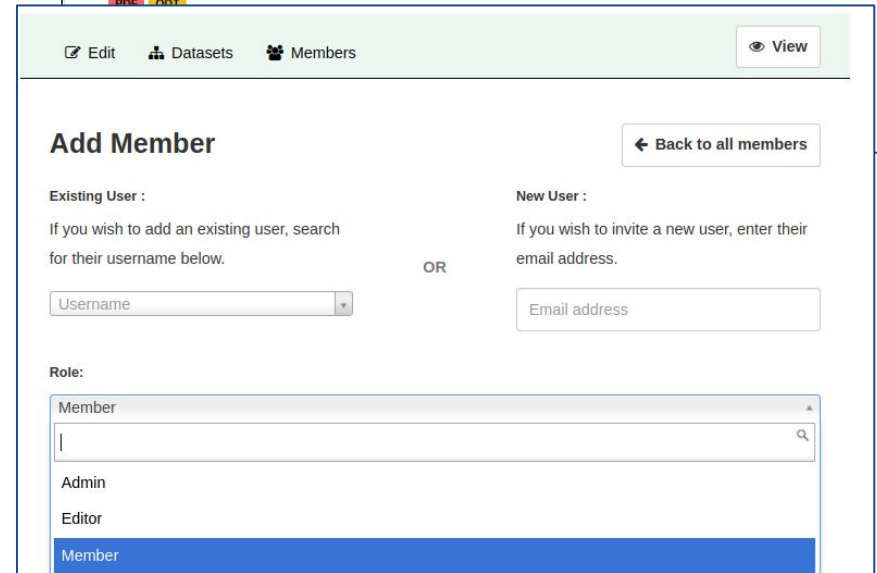 PDF ODT
Edit Datasets Members View
Add Member
Back to all members
Existing User :
If you wish to add an existing user, search
for their username below.
Username
OR
New User :
If you wish to invite a new user, enter their
email address.
Email address
Role:
Member
Admin
Editor
Member